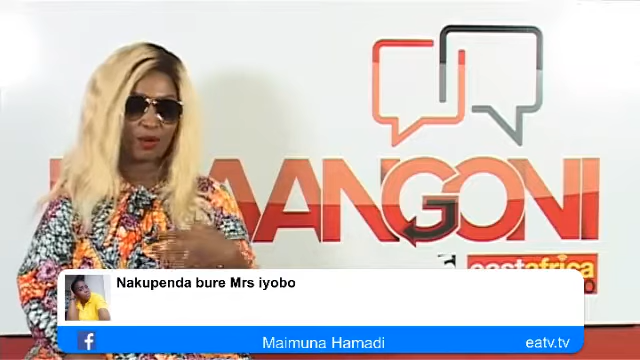 AANGONI
eastafrica
Nakupenda bure Mrs iyobo
Maimuna Hamadi
eatv.tv